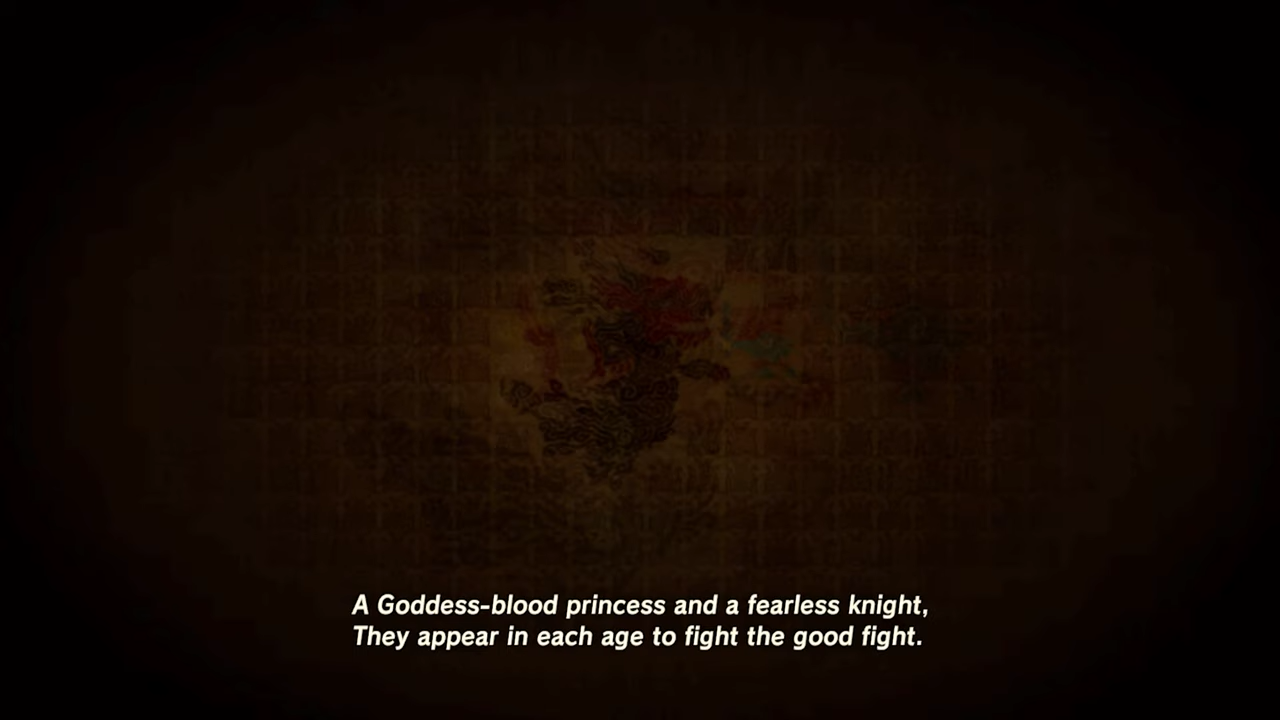 A Goddess-blood princess and a fearless knight,
They appear in each age to fight the good fight.